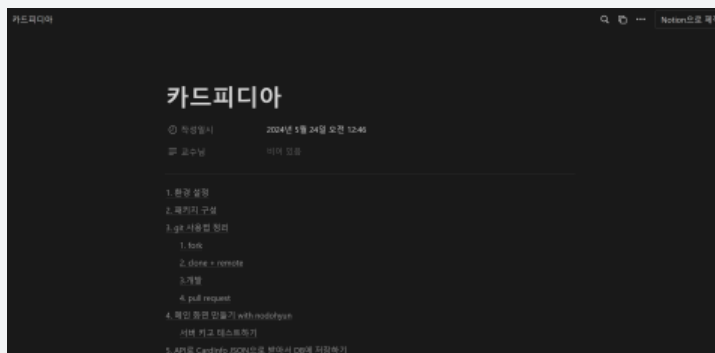 카드피디아
Notion으로 제
카드피디아
작성일시 2024년 5월 24일 오전 12:46
교수님 비어 있음
1. 환경 설정
2. 패키지 구성
3. git 사용법 정리
1. fork
2. clone + remote
3.개발
4. pull request
4. 메인 화면 만들기 with nodohyun
서버 키고 테스트하기
5. API로 CardInfo JSON으로 받아서 DB에 저장하기